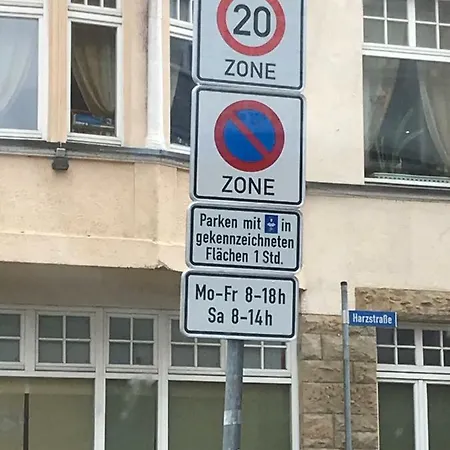 20
ZONE
ZONE
Parken mit in
gekennzeichneten
Flächen 1 Std.
Mo-Fr 8-18h
Sa 8-14h
Harzstraße